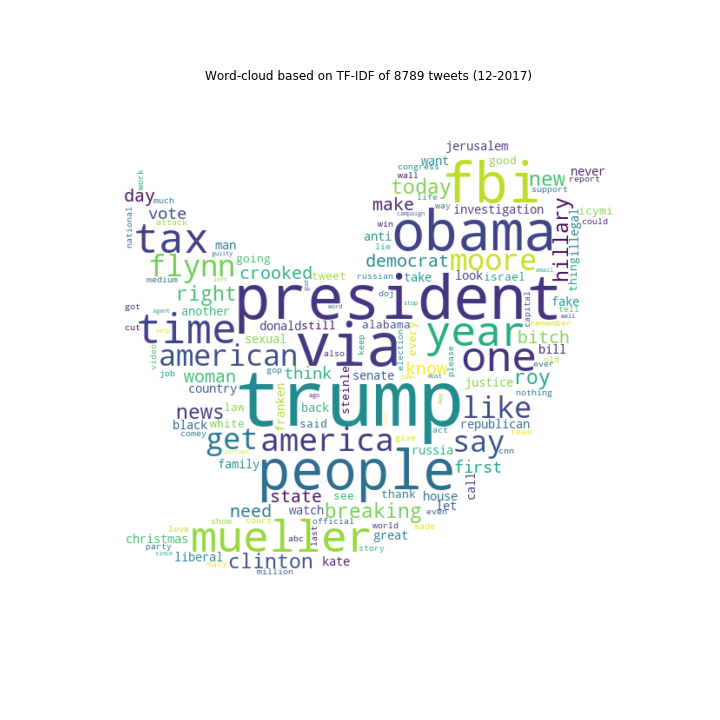 Word-cloud based on TF-IDF of 8789 tweets (12-2017)
jerusalem
congress want good
wall
work today fbi new never
report
day much life support
make way investigation icymi
national vote attack campaign could
tax win obama hillary thingillegal
man anti lie
democrat moore
flynn going crooked tweet russian take look israel
guilty left god doj email
medium right president capital fake
got another agent word stop tell well
time donald still alabama year remember
cut video sexual also keep election every please one bitch
american via bill old
job gop think know ever
woman steinle senate justice roy
country ago trump must nothing
news law franken back like
black white said act republican
comey get america give say team cnn
corrupt russia
family people first
state see thank house call
need watch breaking let even
love show court official world made
christmas mueller last abc great
party since story
liberal clinton kate
many million